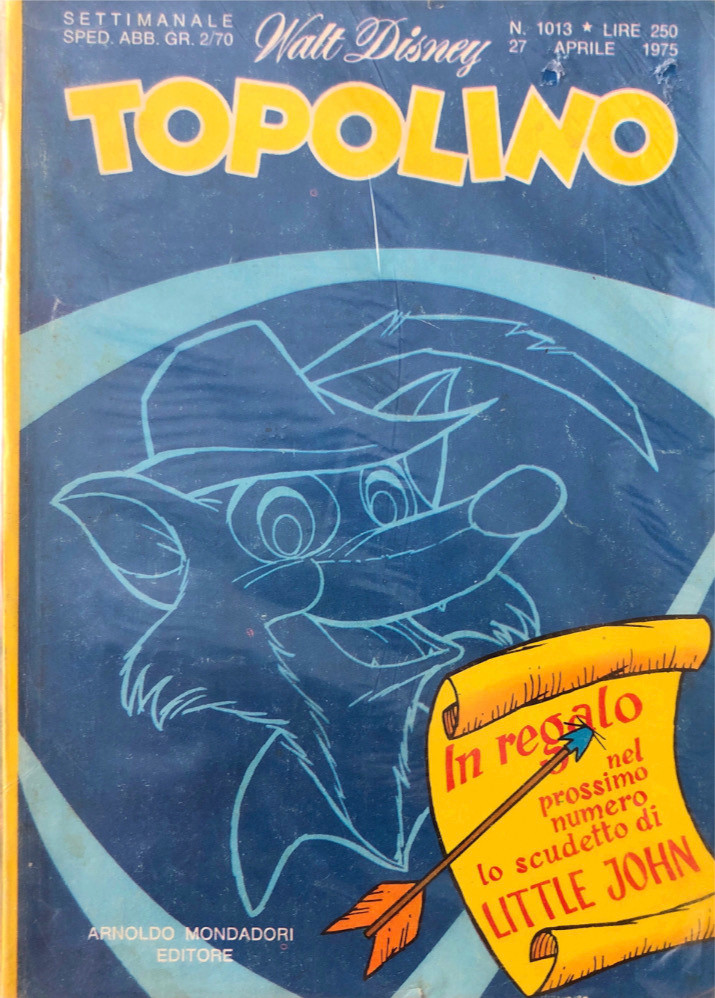 SETTIMANALE
SPED. ABB. GR. 2/70
Walt Disney
N. 1013 ★ LIRE 250
27 APRILE 1975
TOPOLINO
In regalo
nel
prossimo
numero
lo scudetto di
LITTLE JOHN
ARNOLDO MONDADORI
EDITORE